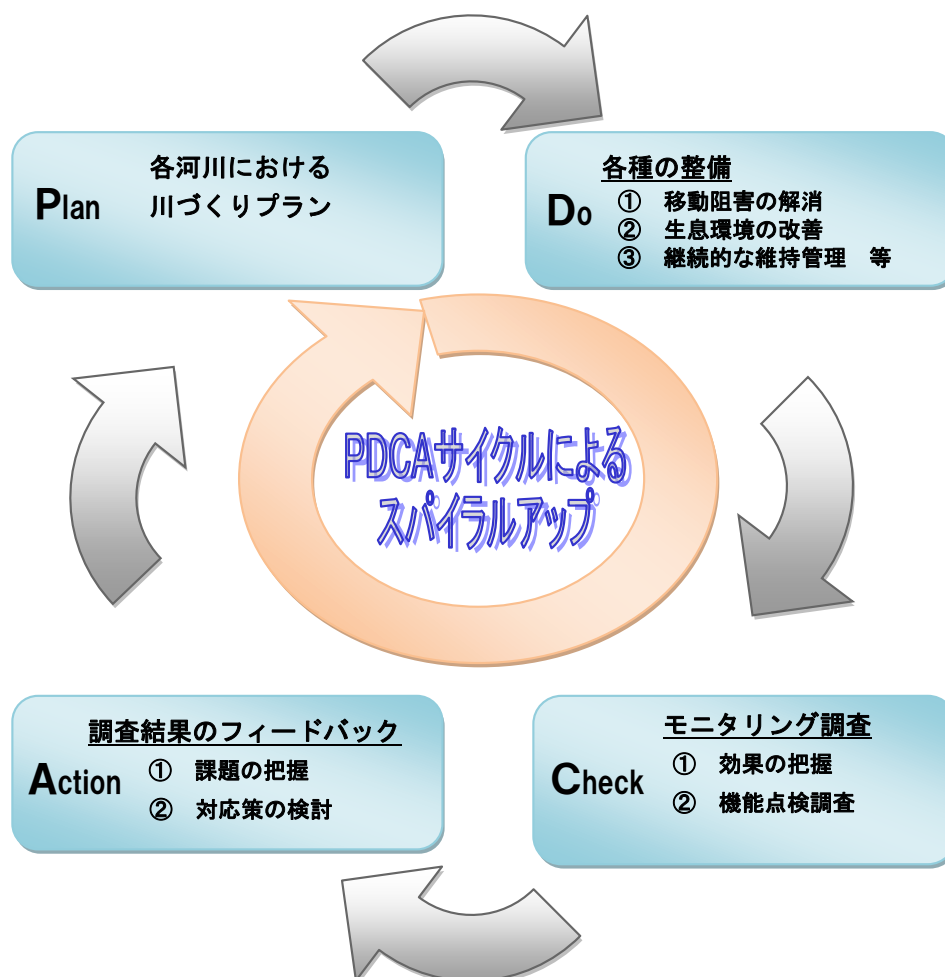 各河川における
Plan 川づくりプラン
各種の整備
Do ① 移動阻害の解消
② 生息環境の改善
③ 継続的な維持管理 等
PDCAサイクルによる
スパイラルアップ
調査結果のフィードバック
Action ① 課題の把握
② 対応策の検討
モニタリング調査
Check ① 効果の把握
② 機能点検調査